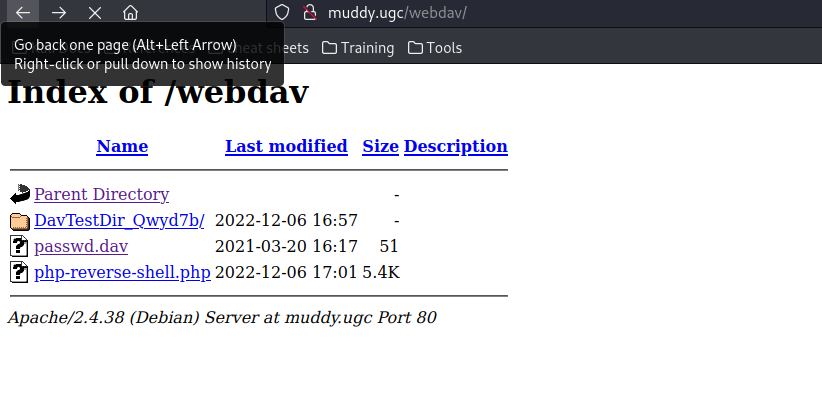 muddy.ugc/webdav/
Go back one page (Alt+Left Arrow)
Right-click or pull down to show history
heat sheets Training Tools
Index of /webdav
Name Last modified Size Description
Parent Directory -
DavTestDir_Qwyd7b/ 2022-12-06 16:57 -
passwd.dav 2021-03-20 16:17 51
php-reverse-shell.php 2022-12-06 17:01 5.4K
Apache/2.4.38 (Debian) Server at muddy.ugc Port 80